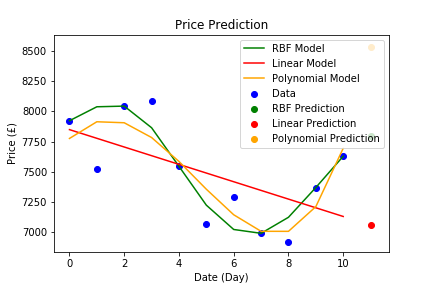 Price Prediction
Price (£)
8500
8250
8000
7750
7500
7250
7000
RBF Model
Linear Model
Polynomial Model
Data
RBF Prediction
Linear Prediction
Polynomial Prediction
0 2 4 6 8 10
Date (Day)